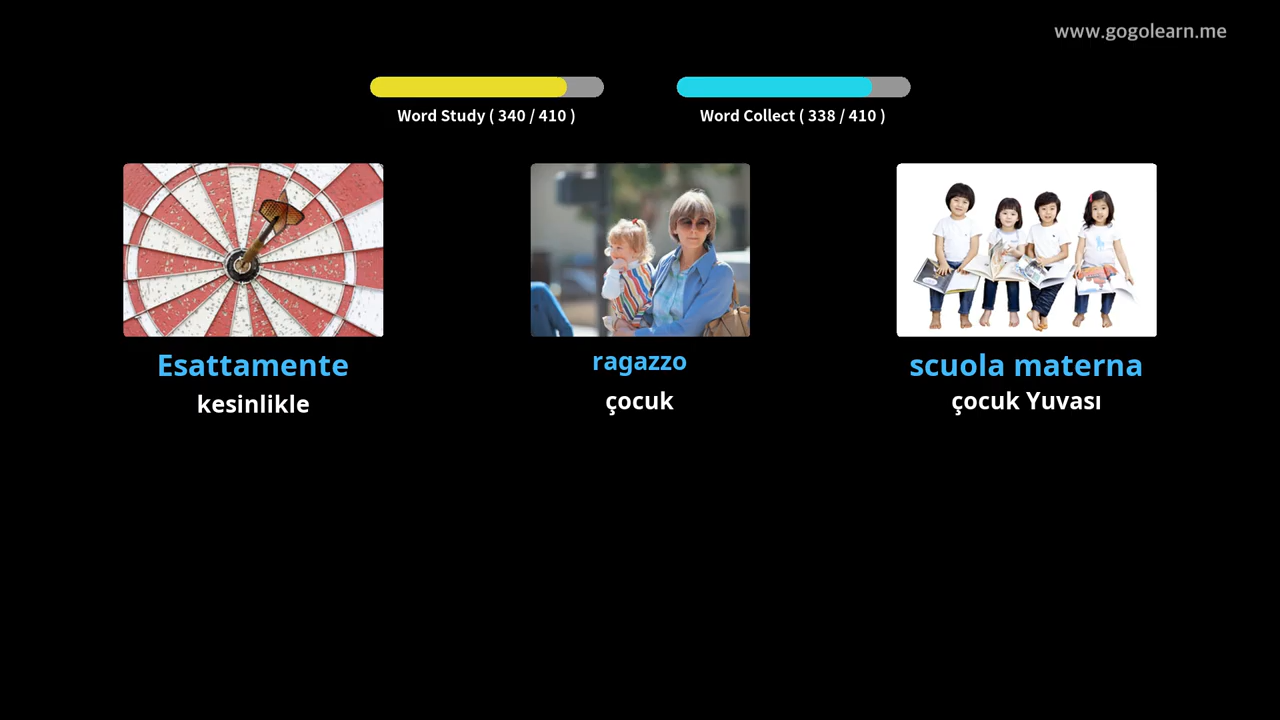 www.gogolearn.me
Word Study ( 340 / 410 )
Word Collect ( 338 / 410 )
Esattamente
kesinlikle
ragazzo
çocuk
scuola materna
çocuk Yuvası